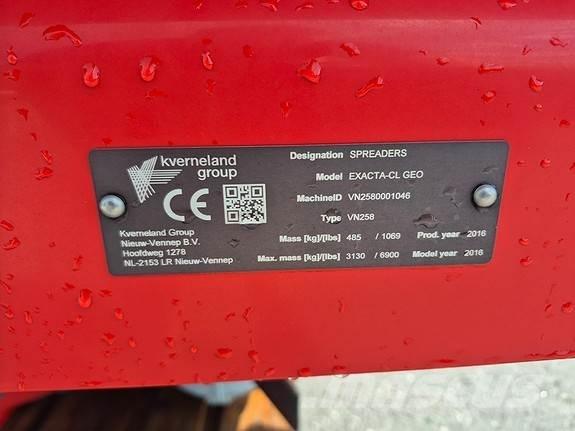 kverneland
group
CE
Kverneland Group
Nieuw-Vennep B.V.
Hoofdweg 1278
NL-2153 LR Nieuw-Vennep
Designation SPREADERS
Model EXACTA-CL GEO
MachineID VN2580001046
Type VN258
Mass [kg]/[lbs] 485 / 1069 Prod. year 2016
Max. mass [kg]/[lbs] 3130 / 6900 Model year 2016